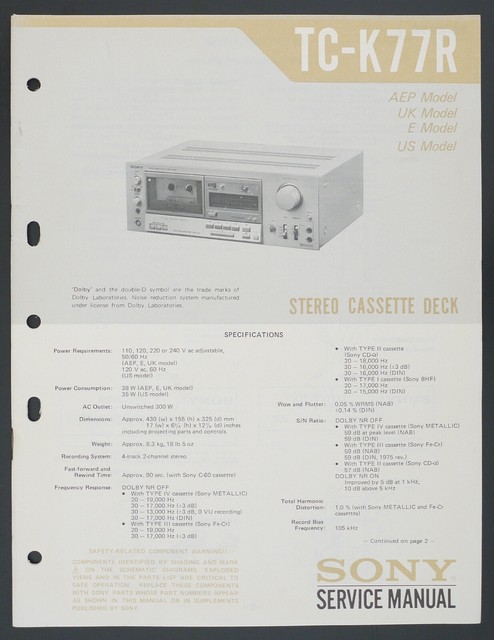 TC-K77R
AEP Model
UK Model
E Model
US Model
"Dolby" and the double-D symbol are the trade marks of
Dolby Laboratories. Noise reduction system manufactured
under license from Dolby Laboratories.
STEREO CASSETTE DECK
SPECIFICATIONS
Power Requirements: 110, 120, 220 or 240 V ac adjustable,
50/60 Hz
(AEP, E, UK model)
120 V ac, 60 Hz
(US model)
Power Consumption: 38 W (AEP, E, UK model)
35 W (US model)
AC Outlet: Unswitched 300 W
Dimensions: Approx. 430 (w) x 155 (h) x 325 (d) mm
17 (w) x 6⅛ (h) x 12⅞ (d) inches
including projecting parts and controls
Weight: Approx. 8.3 kg, 18 lb 5 oz
Recording System: 4-track 2-channel stereo
Fast-forward and
Rewind Time: Approx. 90 sec. (with Sony C-60 cassette)
Frequency Response: DOLBY NR OFF
• With TYPE IV cassette (Sony METALLIC)
20 – 19,000 Hz
30 – 17,000 Hz (±3 dB)
30 – 13,000 Hz (±3 dB, 0 VU recording)
30 – 17,000 Hz (DIN)
• With TYPE III cassette (Sony Fe-Cr)
20 – 19,000 Hz
30 – 17,000 Hz (±3 dB)
• With TYPE II cassette
(Sony CD-α)
20 – 18,000 Hz
30 – 16,000 Hz (±3 dB)
30 – 16,000 Hz (DIN)
• With TYPE I cassette (Sony BHF)
20 – 17,000 Hz
30 – 15,000 Hz (DIN)
Wow and Flutter: 0.05 % WRMS (NAB)
±0.14 % (DIN)
S/N Ratio: DOLBY NR OFF
• With TYPE IV cassette (Sony METALLIC)
59 dB at peak level (NAB)
59 dB (DIN)
• With TYPE III cassette (Sony Fe-Cr)
59 dB (NAB)
59 dB (DIN, 1975 rev.)
• With TYPE II cassette (Sony CD-α)
57 dB (NAB)
DOLBY NR ON
Improved by 5 dB at 1 kHz,
10 dB above 5 kHz
Total Harmonic
Distortion: 1.0 % (with Sony METALLIC and Fe-Cr
cassettes)
Record Bias
Frequency: 105 kHz
– Continued on page 2 –
SAFETY-RELATED COMPONENT WARNING!!
COMPONENTS IDENTIFIED BY SHADING AND MARK
⚠ ON THE SCHEMATIC DIAGRAMS, EXPLODED
VIEWS AND IN THE PARTS LIST ARE CRITICAL TO
SAFE OPERATION. REPLACE THESE COMPONENTS
WITH SONY PARTS WHOSE PART NUMBERS APPEAR
AS SHOWN IN THIS MANUAL OR IN SUPPLEMENTS
PUBLISHED BY SONY.
SONY®
SERVICE MANUAL